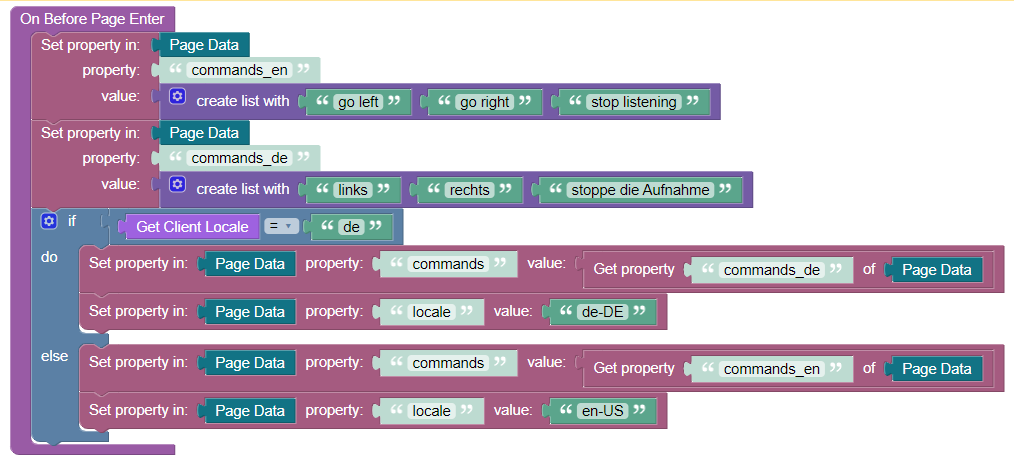 On Before Page Enter
Set property in: Page Data
property: “ commands_en ”
value: create list with “ go left ” “ go right ” “ stop listening ”
Set property in: Page Data
property: “ commands_de ”
value: create list with “ links ” “ rechts ” “ stoppe die Aufnahme ”
if Get Client Locale = “ de ”
do Set property in: Page Data property: “ commands ” value: Get property “ commands_de ” of Page Data
Set property in: Page Data property: “ locale ” value: “ de-DE ”
else Set property in: Page Data property: “ commands ” value: Get property “ commands_en ” of Page Data
Set property in: Page Data property: “ locale ” value: “ en-US ”